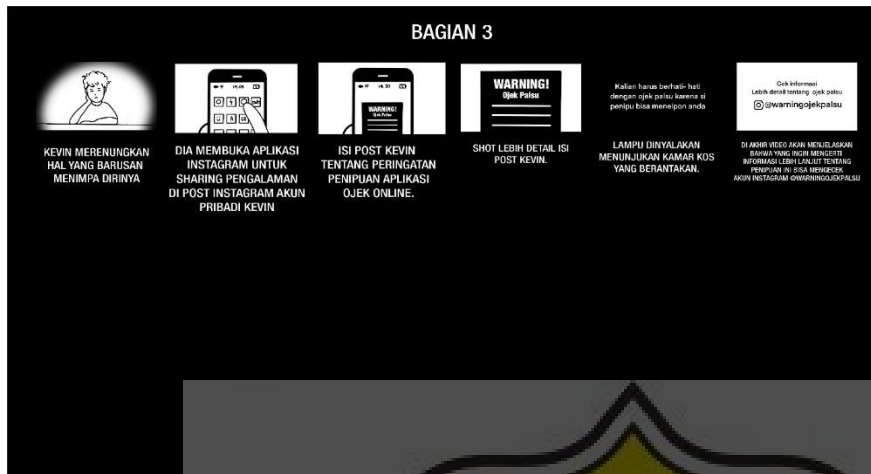 BAGIAN 3
KEVIN MERENUNGKAN
HAL YANG BARUSAN
MENIMPA DIRINYA
DIA MEMBUKA APLIKASI
INSTAGRAM UNTUK
SHARING PENGALAMAN
DI POST INSTAGRAM AKUN
PRIBADI KEVIN
WARNING!
ISI POST KEVIN
TENTANG PERINGATAN
PENIPUAN APLIKASI
OJEK ONLINE.
WARNING!
Ojek Palsu
SHOT LEBIH DETAIL ISI
POST KEVIN.
Kalian harus berhati- hati
dengan ojek palsu karena si
penipu bisa menelpon anda
LAMPU DINYALAKAN
MENUNJUKAN KAMAR KOS
YANG BERANTAKAN.
Cek informasi
Lebih detail tentang ojek palsu
@warningojekpalsu
DI AKHIR VIDEO AKAN MENJELASKAN
BAHWA YANG INGIN MENGERTI
INFORMASI LEBIH LANJUT TENTANG
PENIPUAN INI BISA MENGECEK
AKUN INSTAGRAM @WARNINGOJEKPALSU